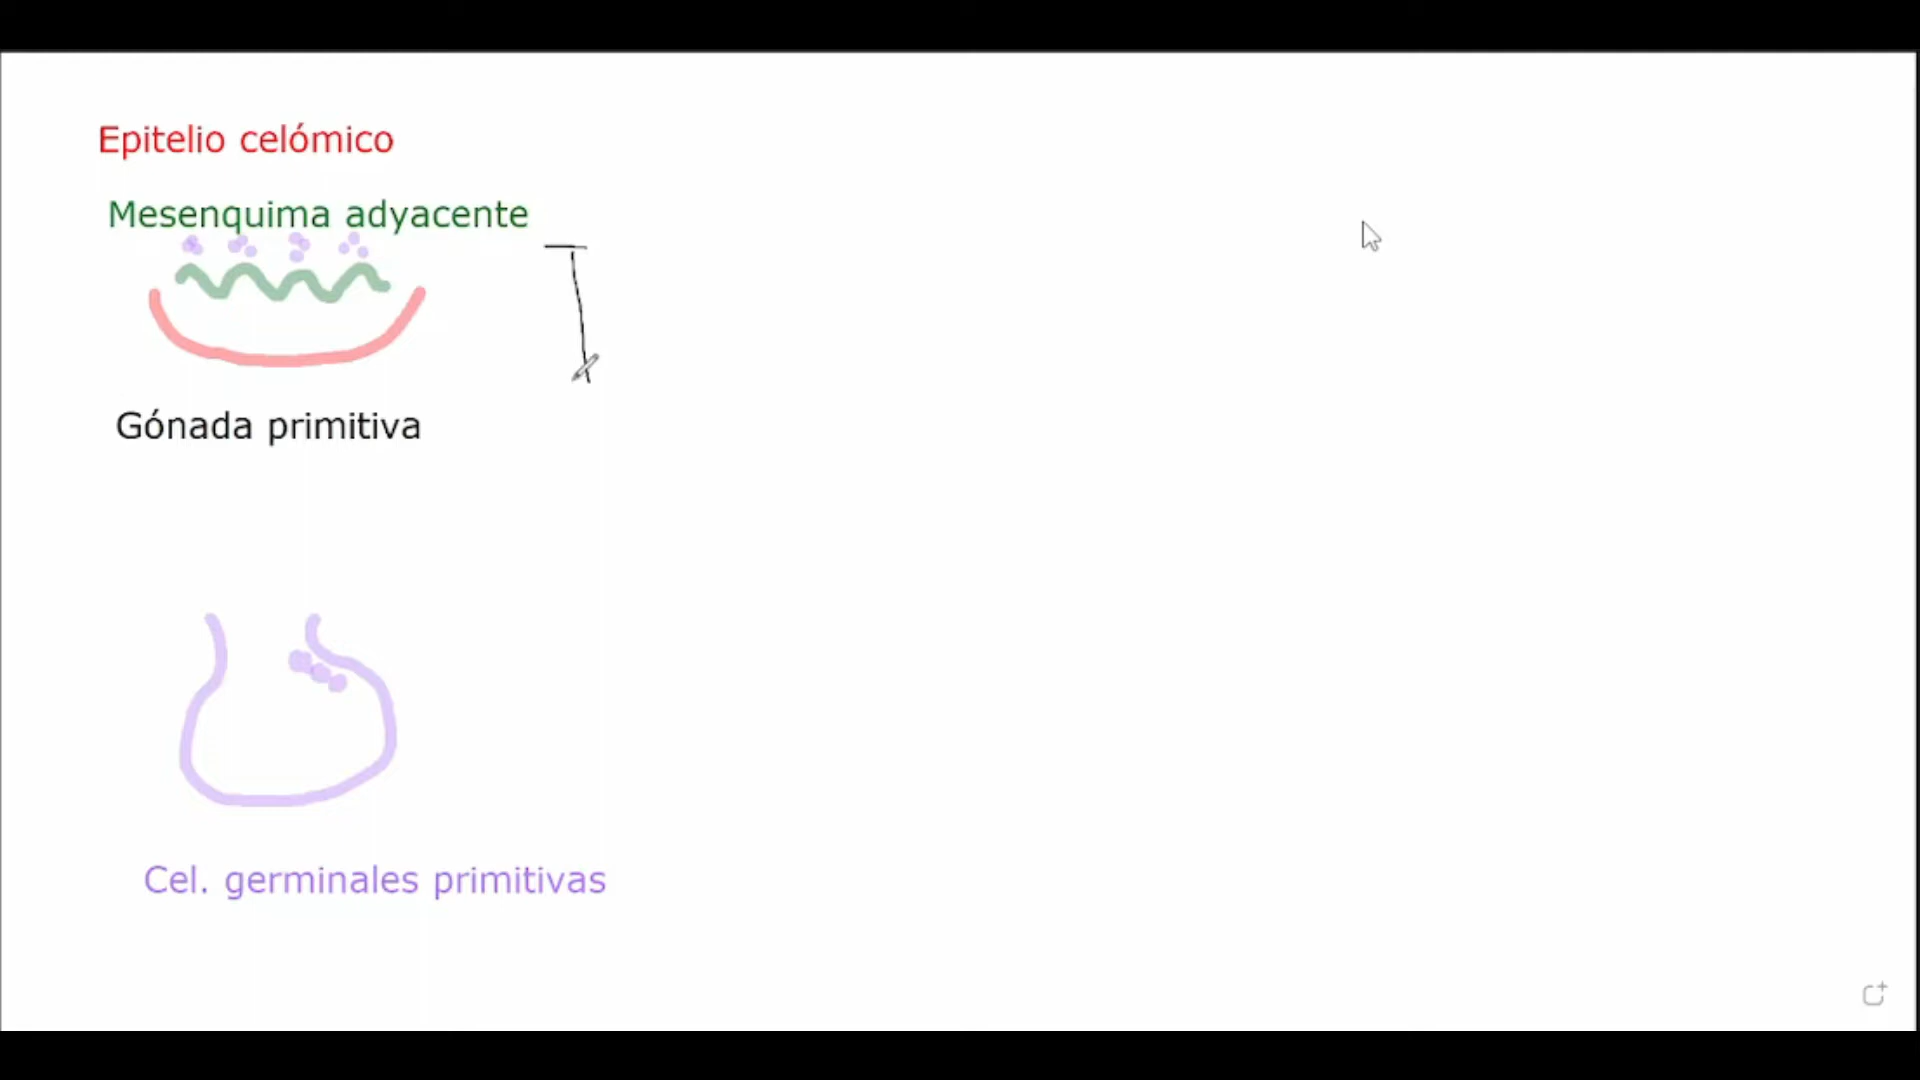 Epitelio celómico
Mesenquima adyacente
Gónada primitiva
Cel. germinales primitivas